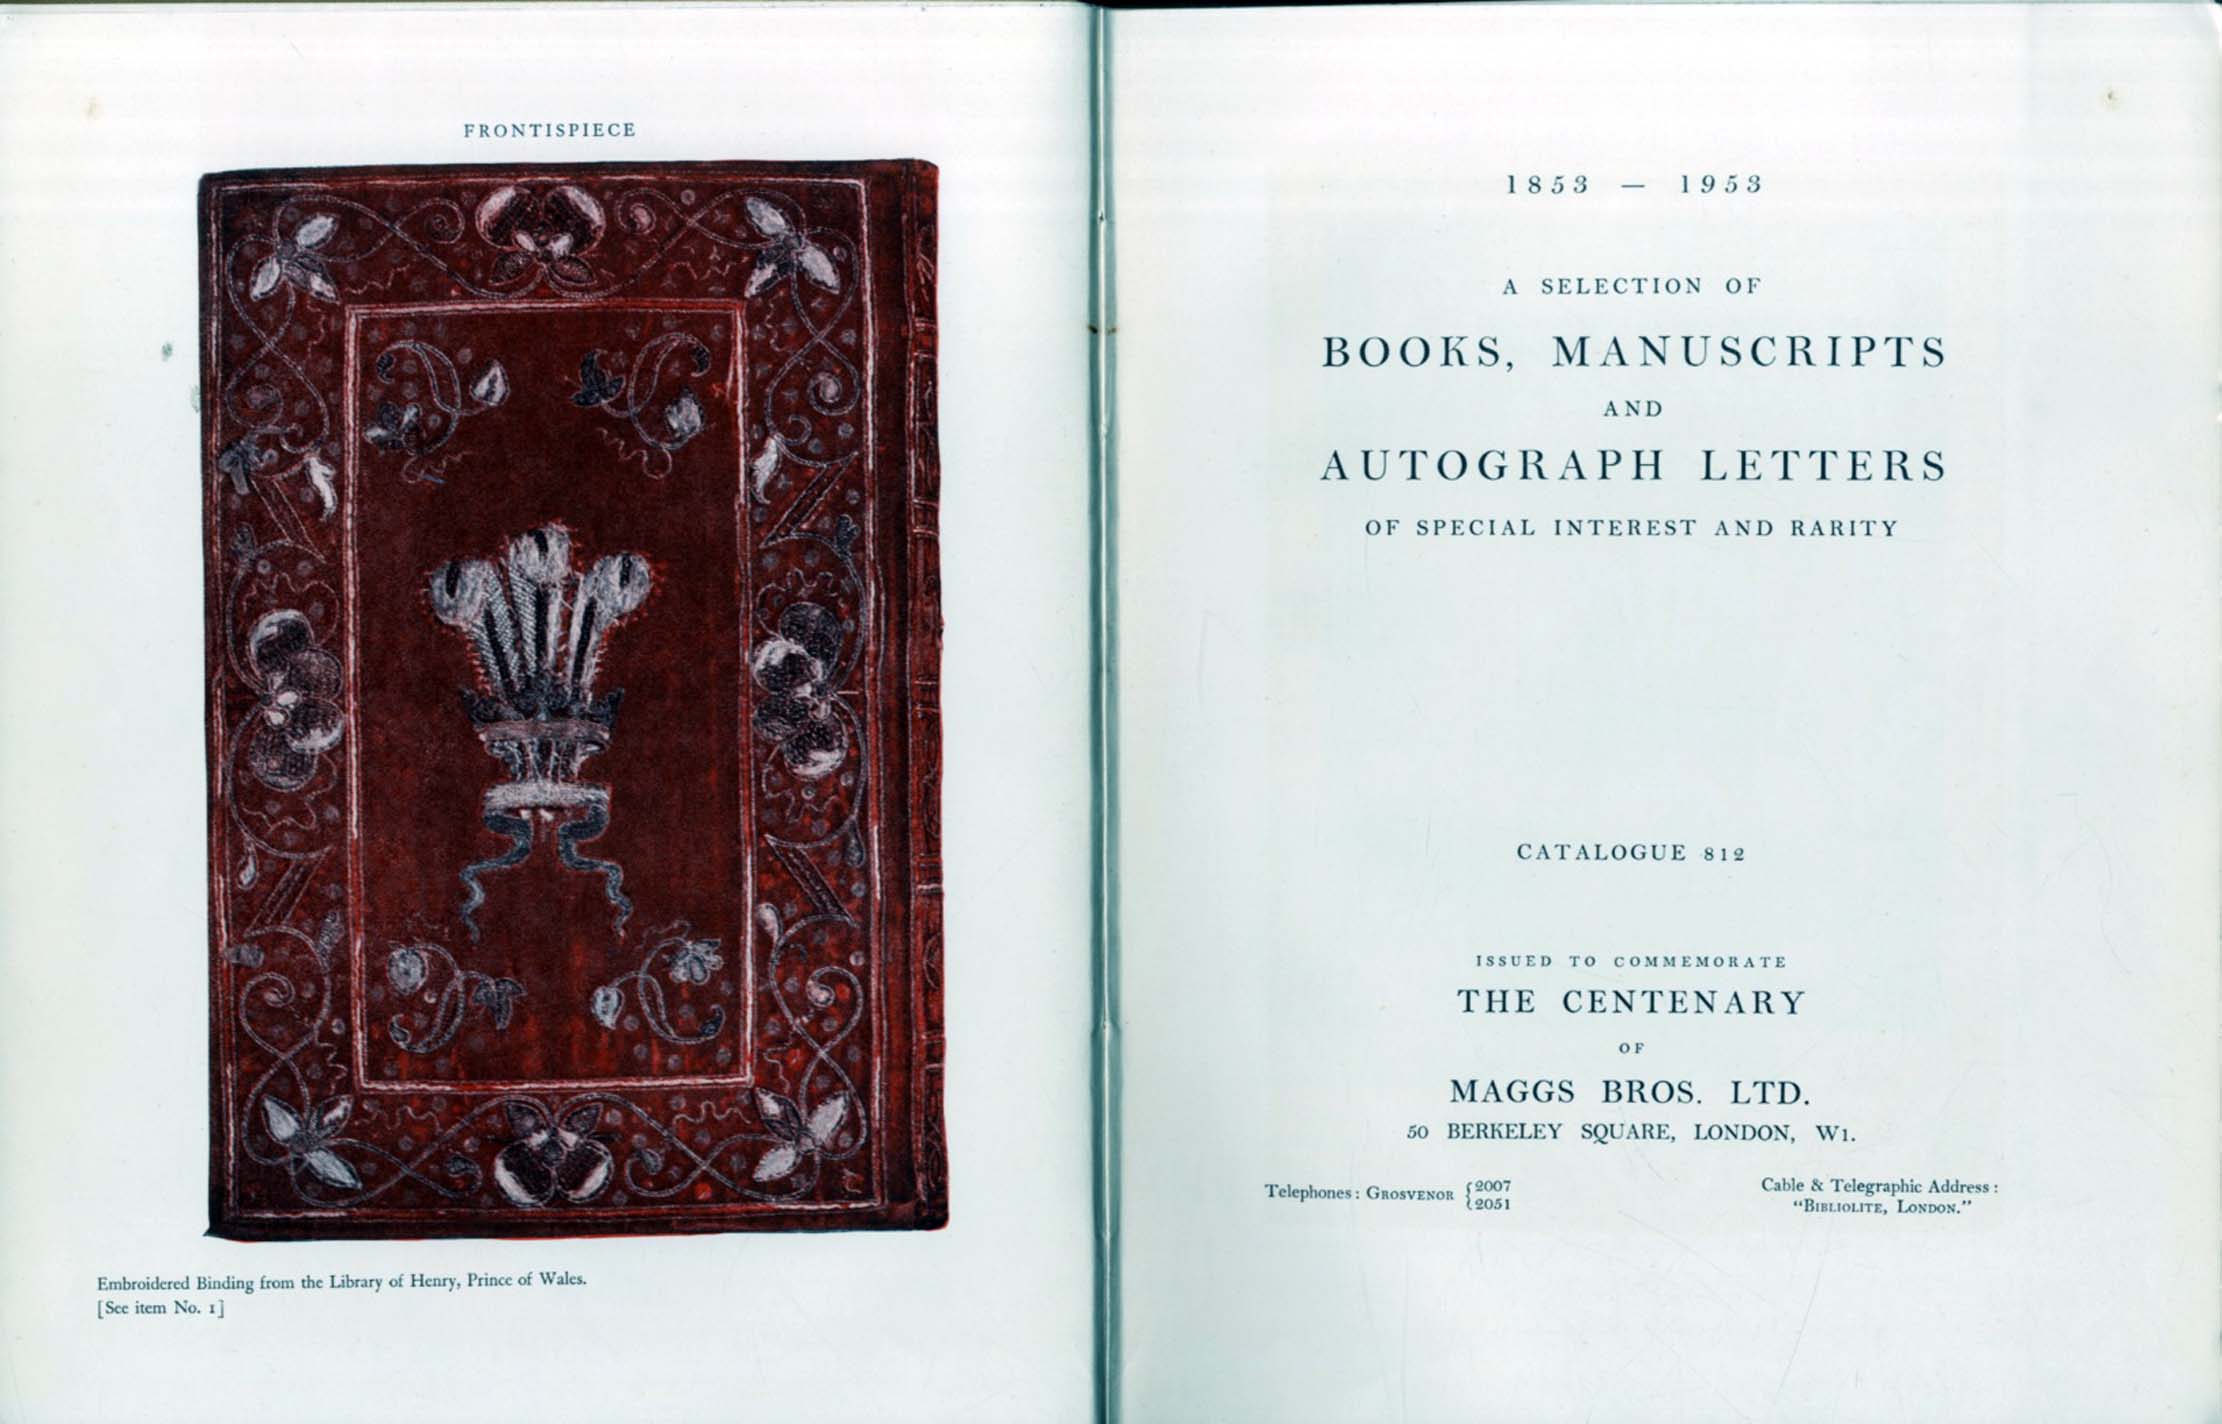 FRONTISPIECE
Embroidered Binding from the Library of Henry, Prince of Wales.
[See item No. 1]
1853 — 1953
A SELECTION OF
BOOKS, MANUSCRIPTS
AND
AUTOGRAPH LETTERS
OF SPECIAL INTEREST AND RARITY
CATALOGUE 812
ISSUED TO COMMEMORATE
THE CENTENARY
OF
MAGGS BROS. LTD.
50 BERKELEY SQUARE, LONDON, W1.
Telephones: GROSVENOR {2007
{2051
Cable & Telegraphic Address:
"BIBLIOLITE, LONDON."